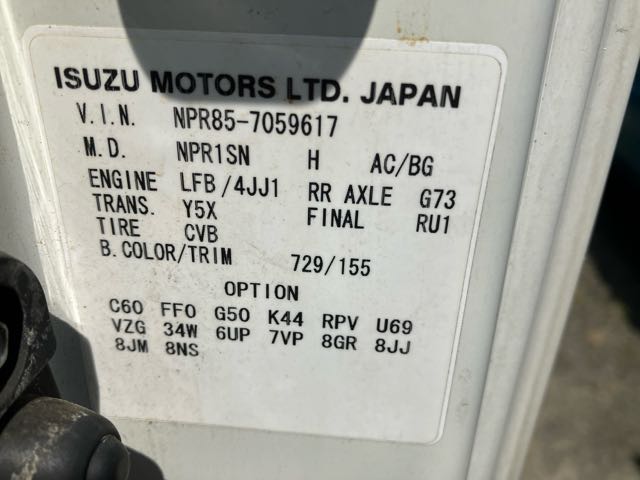 ISUZU MOTORS LTD. JAPAN
V.I.N. NPR85-7059617
M.D. NPR1SN H AC/BG
ENGINE LFB/4JJ1 RR AXLE G73
TRANS. Y5X FINAL RU1
TIRE CVB
B.COLOR/TRIM 729/155
OPTION
C60 FFO G50 K44 RPV U69
VZG 34W 6UP 7VP 8GR 8JJ
8JM 8NS